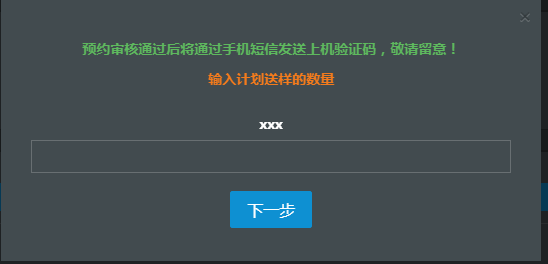 预约审核通过后将通过手机短信发送上机验证码，敬请留意！
输入计划送样的数量
xxx
下一步